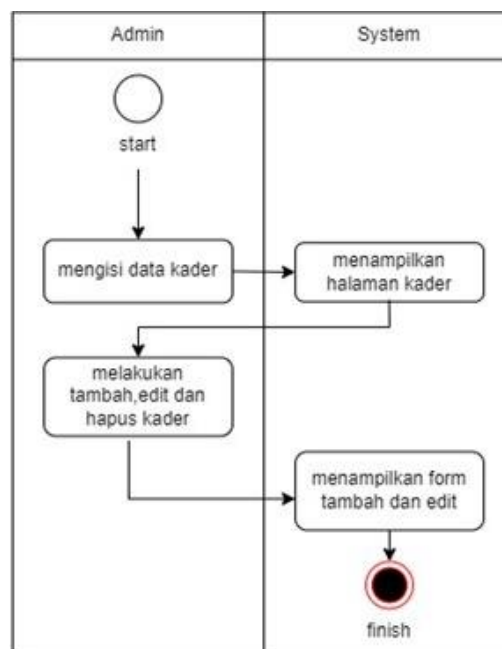 Admin
System
start
mengisi data kader
menampilkan
halaman kader
melakukan
tambah,edit dan
hapus kader
menampilkan form
tambah dan edit
finish